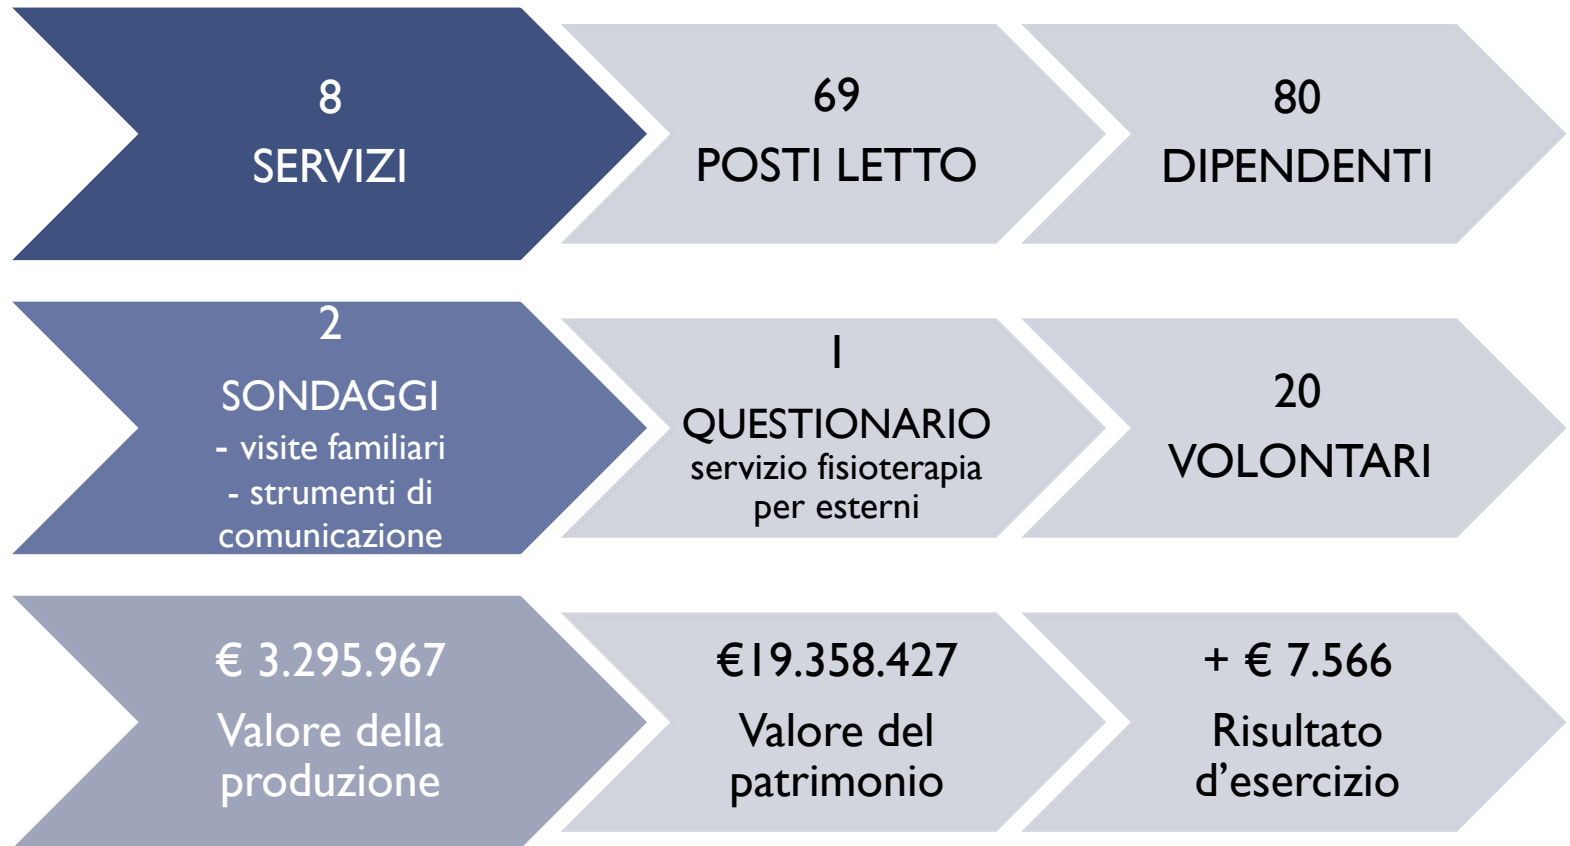 8
SERVIZI
69
POSTI LETTO
80
DIPENDENTI
2
SONDAGGI
- visite familiari
- strumenti di
comunicazione
1
QUESTIONARIO
servizio fisioterapia
per esterni
20
VOLONTARI
€ 3.295.967
Valore della
produzione
€19.358.427
Valore del
patrimonio
+ € 7.566
Risultato
d’esercizio